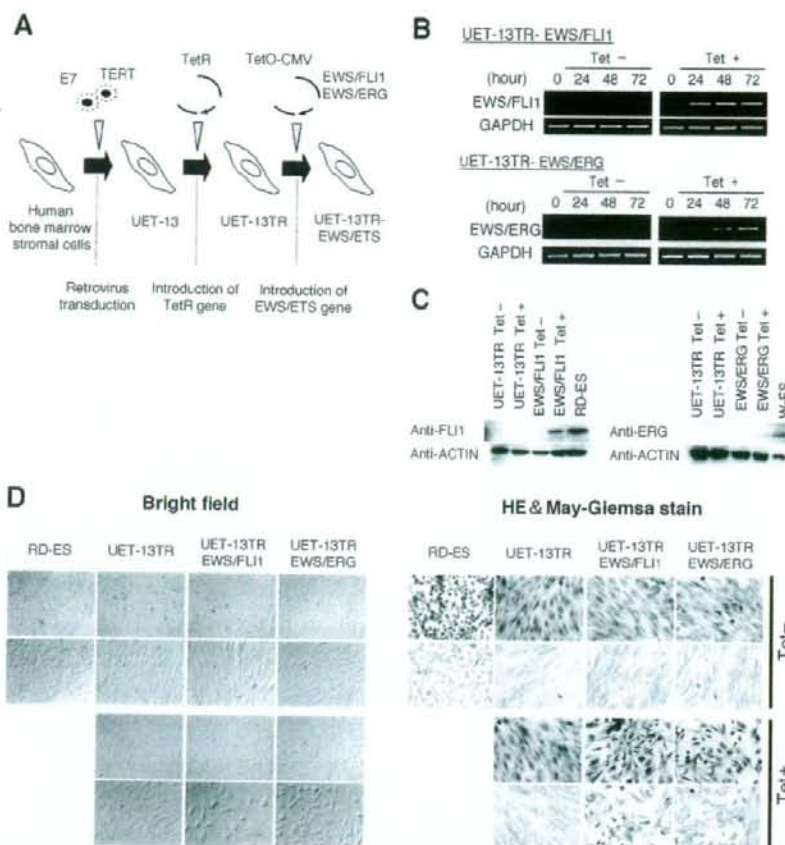 A
E7 TERT
TetR
TetO-CMV
EWS/FLI1
EWS/ERG
Human
bone marrow
stromal cells
UET-13
UET-13TR
UET-13TR-
EWS/ETS
Retrovirus
transduction
Introduction of
TetR gene
Introduction of
EWS/ETS gene
B
UET-13TR- EWS/FLI1
Tet − Tet +
(hour) 0 24 48 72 0 24 48 72
EWS/FLI1
GAPDH
UET-13TR- EWS/ERG
Tet − Tet +
(hour) 0 24 48 72 0 24 48 72
EWS/ERG
GAPDH
C
UET-13TR Tet −
UET-13TR Tet +
EWS/FLI1 Tet −
EWS/FLI1 Tet +
RD-ES
Anti-FLI1
Anti-ACTIN
UET-13TR Tet −
UET-13TR Tet +
EWS/ERG Tet −
EWS/ERG Tet +
W-ES
Anti-ERG
Anti-ACTIN
D
Bright field
RD-ES
UET-13TR
UET-13TR
EWS/FLI1
UET-13TR
EWS/ERG
HE & May-Giemsa stain
RD-ES
UET-13TR
UET-13TR
EWS/FLI1
UET-13TR
EWS/ERG
Tet−
Tet+